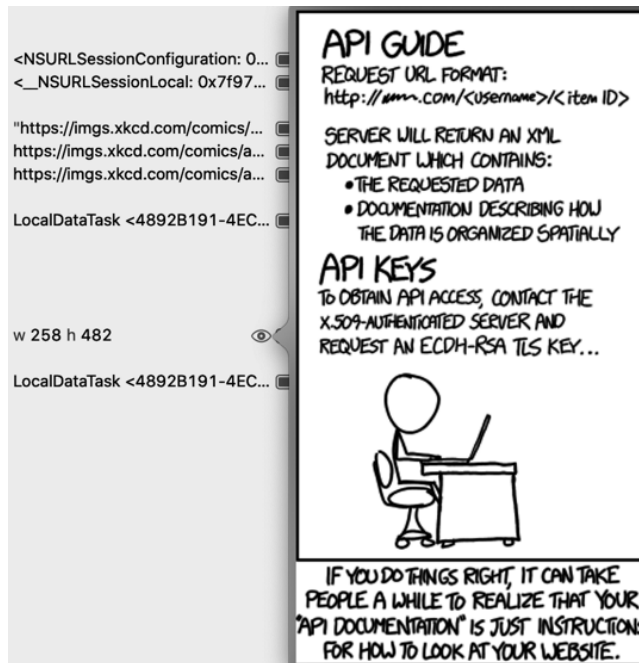 <NSURLSessionConfiguration: 0...
<__NSURLSessionLocal: 0x7f97...
"https://imgs.xkcd.com/comics/...
https://imgs.xkcd.com/comics/a...
https://imgs.xkcd.com/comics/a...
LocalDataTask <4892B191-4EC...
w 258 h 482
LocalDataTask <4892B191-4EC...
API GUIDE
REQUEST URL FORMAT:
http://.com/<username>/<item ID>
SERVER WILL RETURN AN XML
DOCUMENT WHICH CONTAINS:
• THE REQUESTED DATA
• DOCUMENTATION DESCRIBING HOW
THE DATA IS ORGANIZED SPATIALLY
API KEYS
TO OBTAIN API ACCESS, CONTACT THE
X.509-AUTHENTICATED SERVER AND
REQUEST AN ECDH-RSA TLS KEY...
IF YOU DO THINGS RIGHT, IT CAN TAKE
PEOPLE A WHILE TO REALIZE THAT YOUR
"API DOCUMENTATION" IS JUST INSTRUCTIONS
FOR HOW TO LOOK AT YOUR WEBSITE.